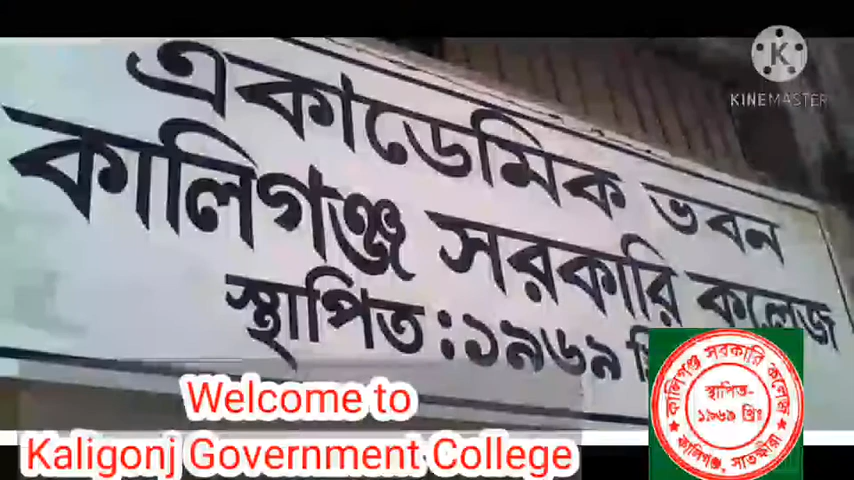 একাডেমিক ভবন
কালিগঞ্জ সরকারি কলেজ
স্থাপিত: ১৯৬৯
KINEMASTER
Welcome to
Kaligonj Government College
কালিগঞ্জ সরকারি কলেজ
স্থাপিত-
১৯৬৯ খ্রিঃ
কালিগঞ্জ, সাতক্ষীরা